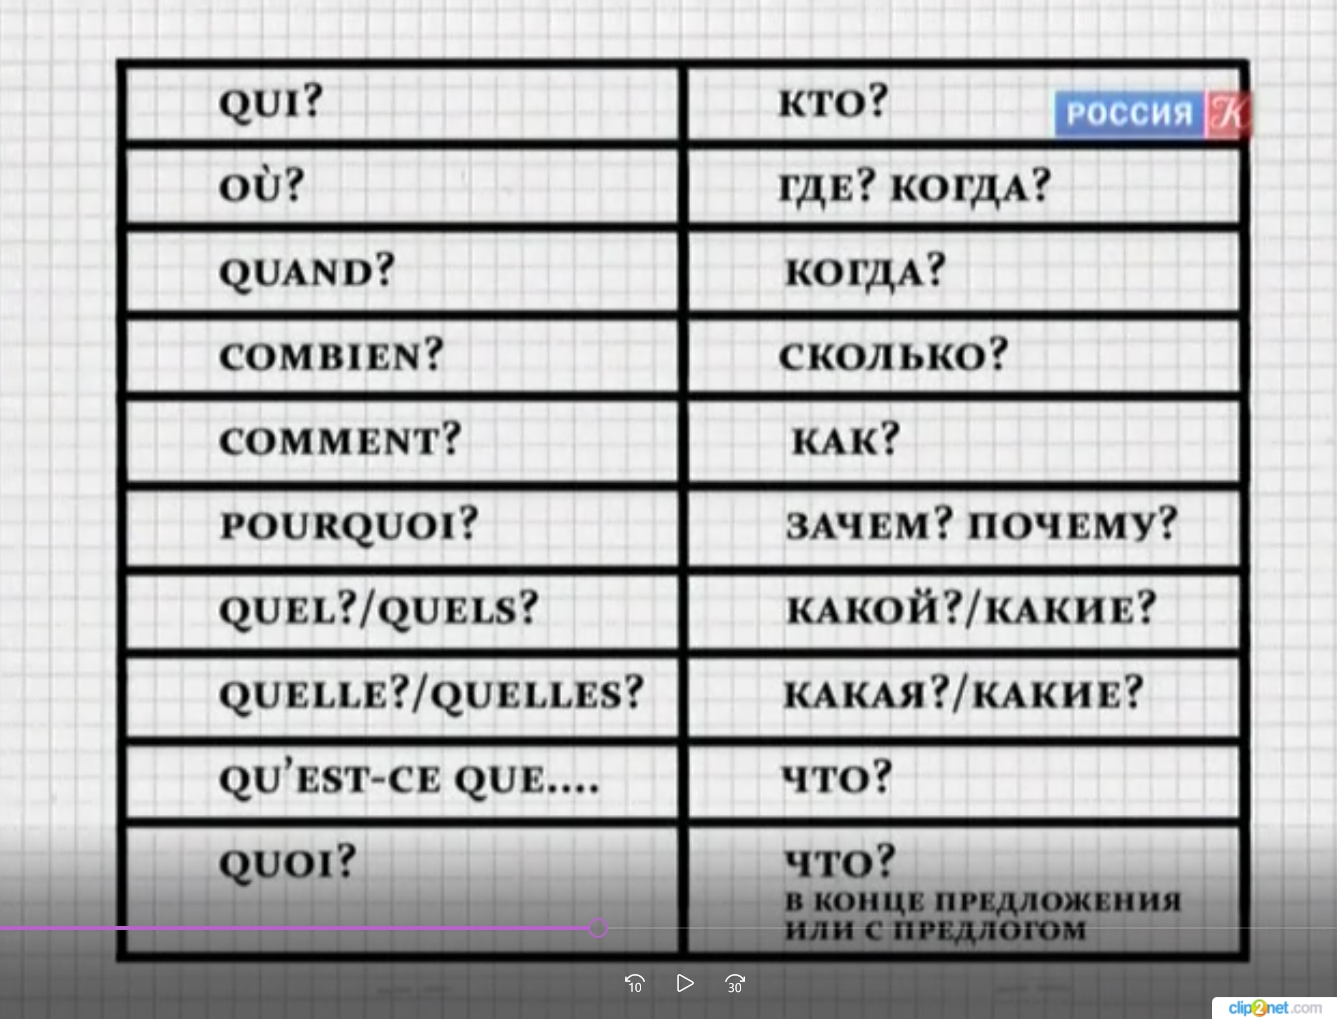 QUI? КТО?
РОССИЯ К
OÙ? ГДЕ? КОГДА?
QUAND? КОГДА?
COMBIEN? СКОЛЬКО?
COMMENT? КАК?
POURQUOI? ЗАЧЕМ? ПОЧЕМУ?
QUEL?/QUELS? КАКОЙ?/КАКИЕ?
QUELLE?/QUELLES? КАКАЯ?/КАКИЕ?
QU’EST-CE QUE.... ЧТО?
QUOI? ЧТО?
В КОНЦЕ ПРЕДЛОЖЕНИЯ
ИЛИ С ПРЕДЛОГОМ
10 30
clip2net.com